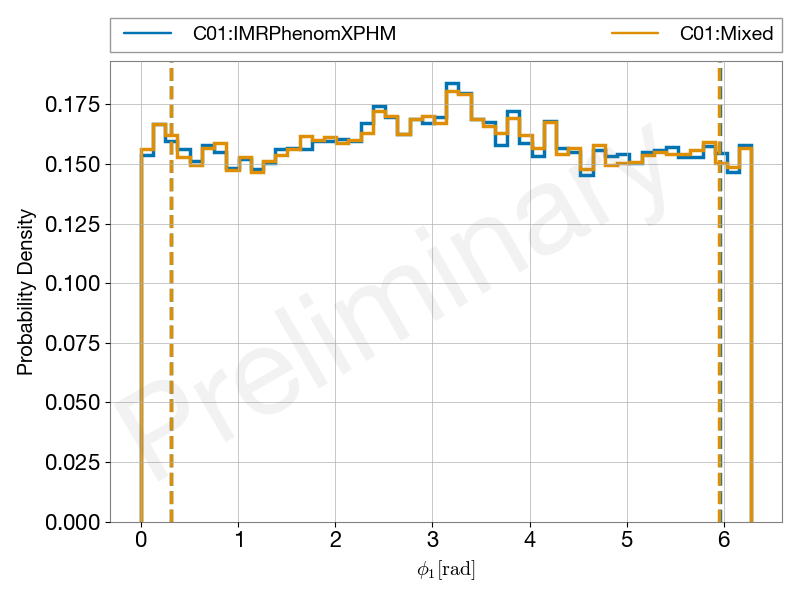 C01:IMRPhenomXPHM C01:Mixed
0.175
0.150
0.125
0.100
0.075
0.050
0.025
0.000
Probability Density
Preliminary
0 1 2 3 4 5 6
ϕ₁[rad]